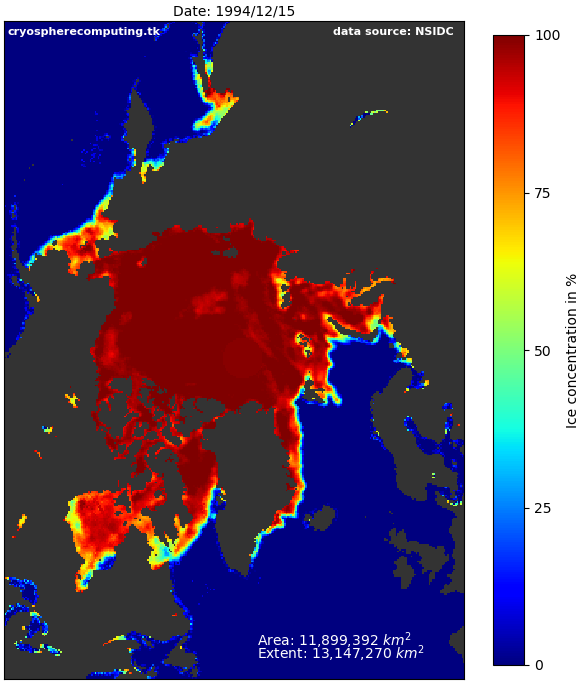 Date: 1994/12/15
cryospherecomputing.tk
data source: NSIDC
100
75
50
25
0
Ice concentration in %
Area: 11,899,392 km²
Extent: 13,147,270 km²